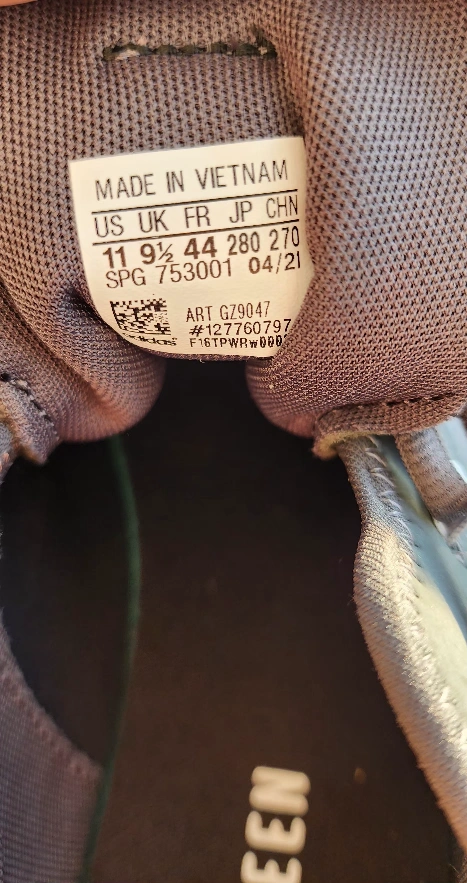 MADE IN VIETNAM
US UK FR JP CHN
11 9½ 44 280 270
SPG 753001 04/21
ART GZ9047
#127760797
adidas
EEN